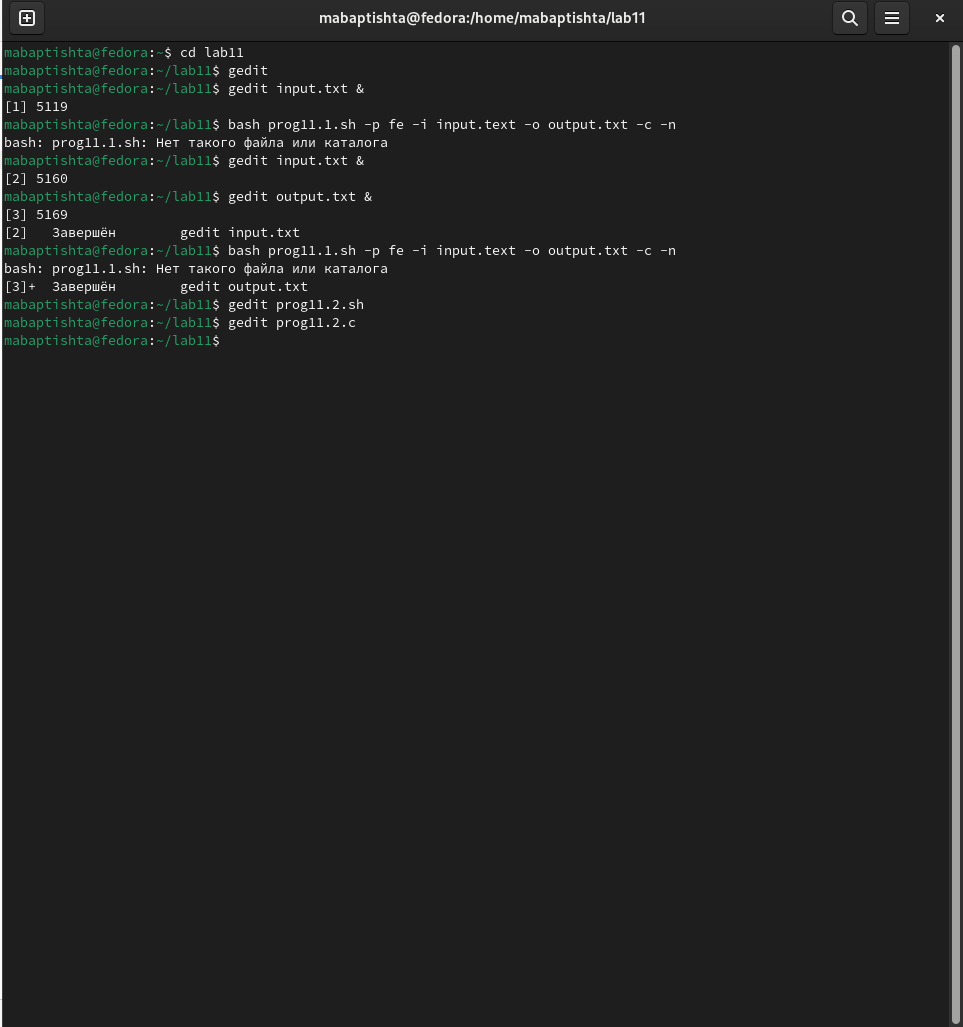 mabaptishta@fedora:/home/mabaptishta/lab11
mabaptishta@fedora:~$ cd lab11
mabaptishta@fedora:~/lab11$ gedit
mabaptishta@fedora:~/lab11$ gedit input.txt &
[1] 5119
mabaptishta@fedora:~/lab11$ bash prog11.1.sh -p fe -i input.text -o output.txt -c -n
bash: prog11.1.sh: Нет такого файла или каталога
mabaptishta@fedora:~/lab11$ gedit input.txt &
[2] 5160
mabaptishta@fedora:~/lab11$ gedit output.txt &
[3] 5169
[2]   Завершён        gedit input.txt
mabaptishta@fedora:~/lab11$ bash prog11.1.sh -p fe -i input.text -o output.txt -c -n
bash: prog11.1.sh: Нет такого файла или каталога
[3]+  Завершён        gedit output.txt
mabaptishta@fedora:~/lab11$ gedit prog11.2.sh
mabaptishta@fedora:~/lab11$ gedit prog11.2.c
mabaptishta@fedora:~/lab11$